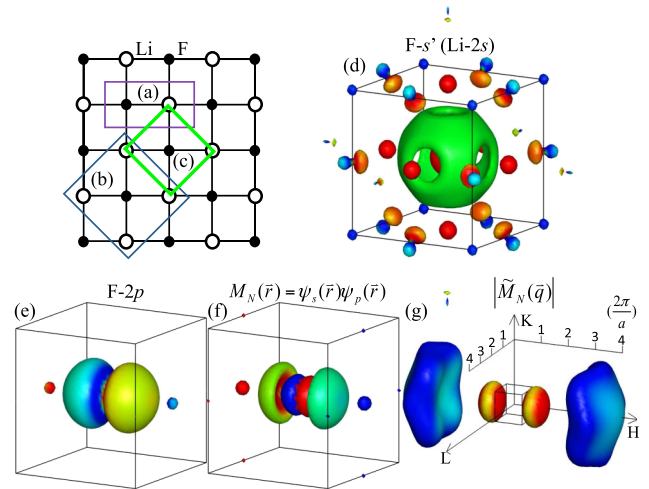 Li F
(a)
(b)
(c)
F-s' (Li-2s)
(d)
F-2p
(e)
M_N(r⃗) = ψ_s(r⃗)ψ_p(r⃗)
(f)
|M̃_N(q⃗)|
(g)
(2π/a)
K
1 2 3 4
4 3 2 1
H
L